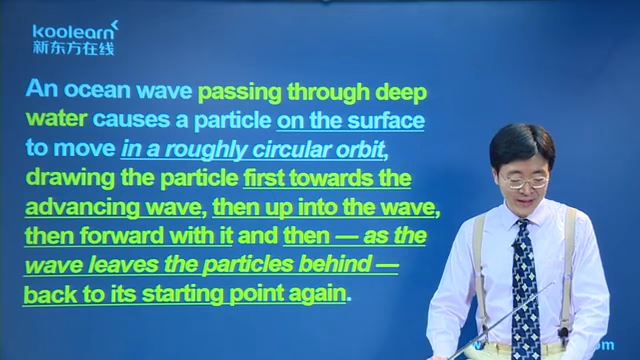 koolearn
新东方在线
An ocean wave passing through deep
water causes a particle on the surface
to move in a roughly circular orbit,
drawing the particle first towards the
advancing wave, then up into the wave,
then forward with it and then — as the
wave leaves the particles behind —
back to its starting point again.